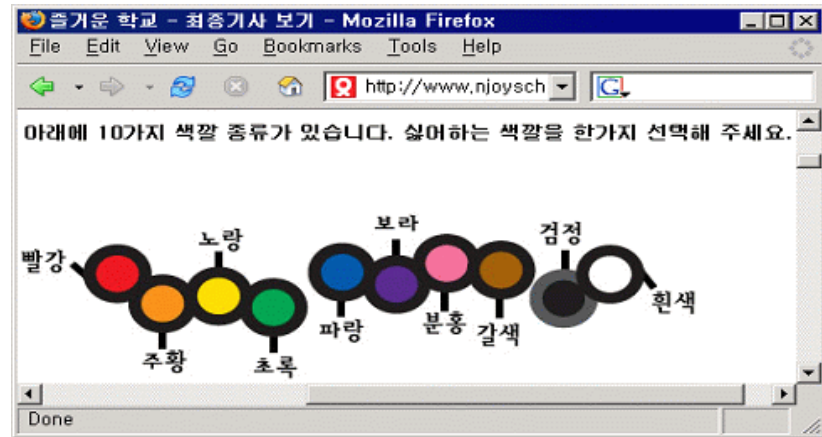 즐거운 학교 - 최종기사 보기 - Mozilla Firefox
File Edit View Go Bookmarks Tools Help
http://www.njoysch
G
아래에 10가지 색깔 종류가 있습니다. 싫어하는 색깔을 한가지 선택해 주세요.
빨강
주황
노랑
초록
파랑
보라
분홍
갈색
검정
흰색
Done